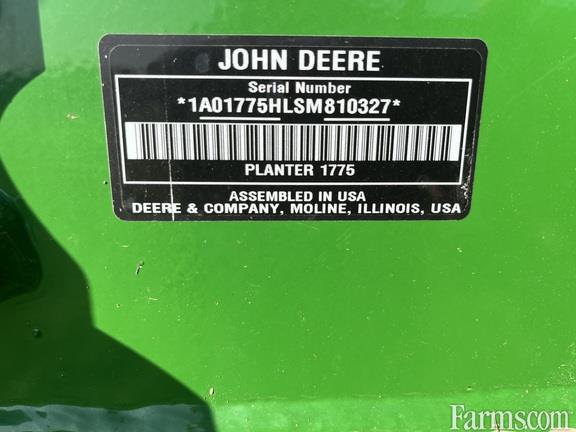 JOHN DEERE
Serial Number
*1A01775HLSM810327*
PLANTER 1775
ASSEMBLED IN USA
DEERE & COMPANY, MOLINE, ILLINOIS, USA
Farms.com